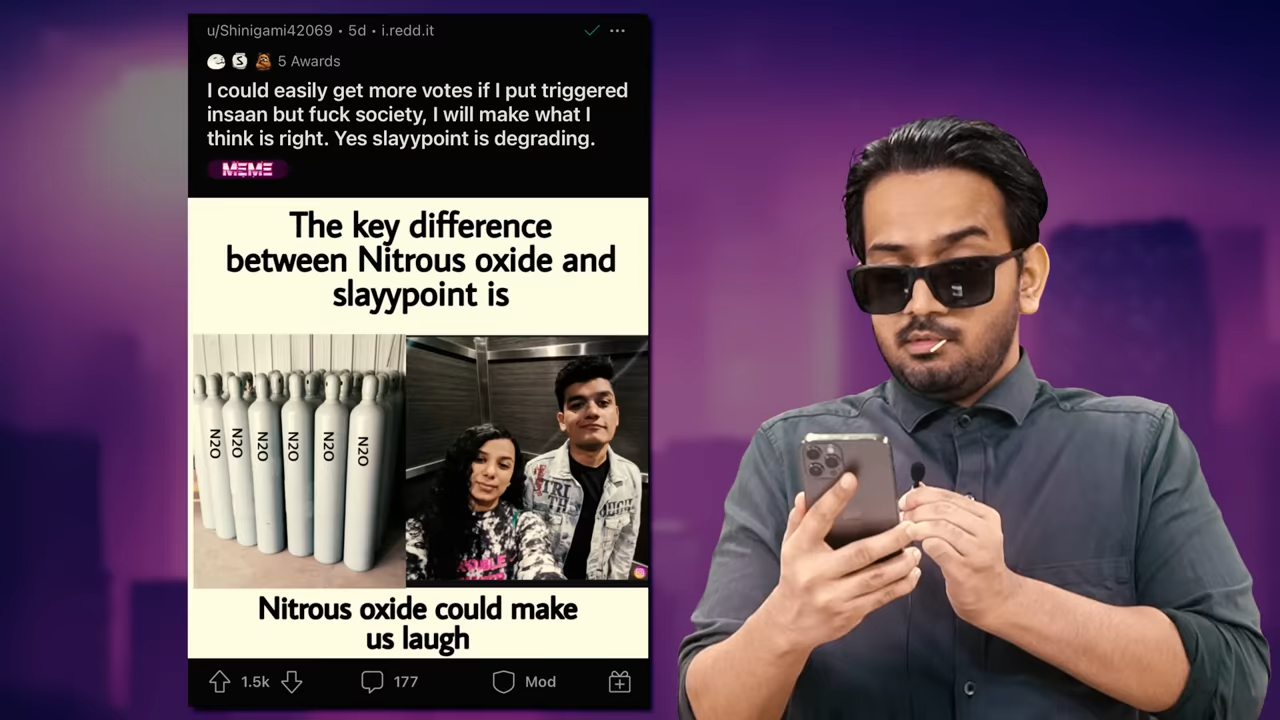 u/Shinigami42069 • 5d • i.redd.it
5 Awards
I could easily get more votes if I put triggered
insaan but fuck society, I will make what I
think is right. Yes slayypoint is degrading.
MEME
The key difference
between Nitrous oxide and
slayypoint is
N2O N2O N2O N2O N2O N2O
Nitrous oxide could make
us laugh
1.5k 177 Mod